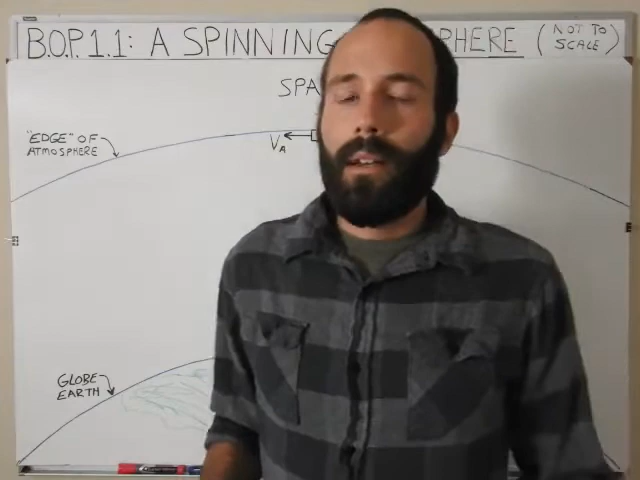 B.O.P. 1.1: A SPINNING PHERE (NOT TO SCALE)
SPA
"EDGE" OF
ATMOSPHERE
VA
GLOBE
EARTH